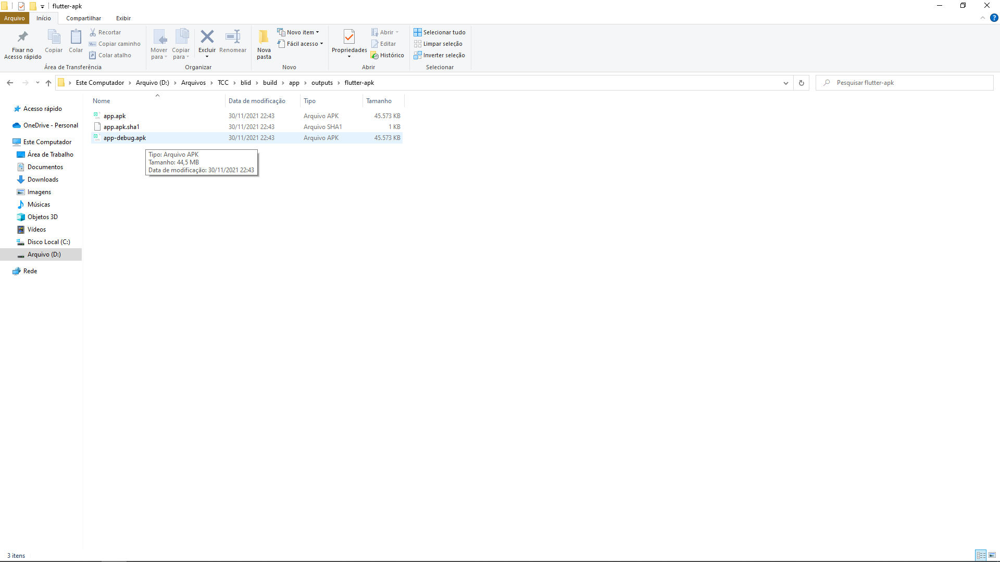 flutter-apk
Arquivo
Início
Compartilhar
Exibir
Fixar no
Acesso rápido
Copiar
Colar
Recortar
Copiar caminho
Colar atalho
Área de Transferência
Mover
para
Copiar
para
Excluir
Renomear
Organizar
Nova
pasta
Novo item
Fácil acesso
Novo
Propriedades
Abrir
Editar
Histórico
Abrir
Selecionar tudo
Limpar seleção
Inverter seleção
Selecionar
Este Computador
Arquivo (D:)
Arquivos
TCC
blid
build
app
outputs
flutter-apk
Pesquisar flutter-apk
Acesso rápido
OneDrive - Personal
Este Computador
Área de Trabalho
Documentos
Downloads
Imagens
Músicas
Objetos 3D
Vídeos
Disco Local (C:)
Arquivo (D:)
Rede
Nome Data de modificação Tipo Tamanho
app.apk 30/11/2021 22:43 Arquivo APK 45.573 KB
app.apk.sha1 30/11/2021 22:43 Arquivo SHA1 1 KB
app-debug.apk 30/11/2021 22:43 Arquivo APK 45.573 KB
Tipo: Arquivo APK
Tamanho: 44,5 MB
Data de modificação: 30/11/2021 22:43
3 itens